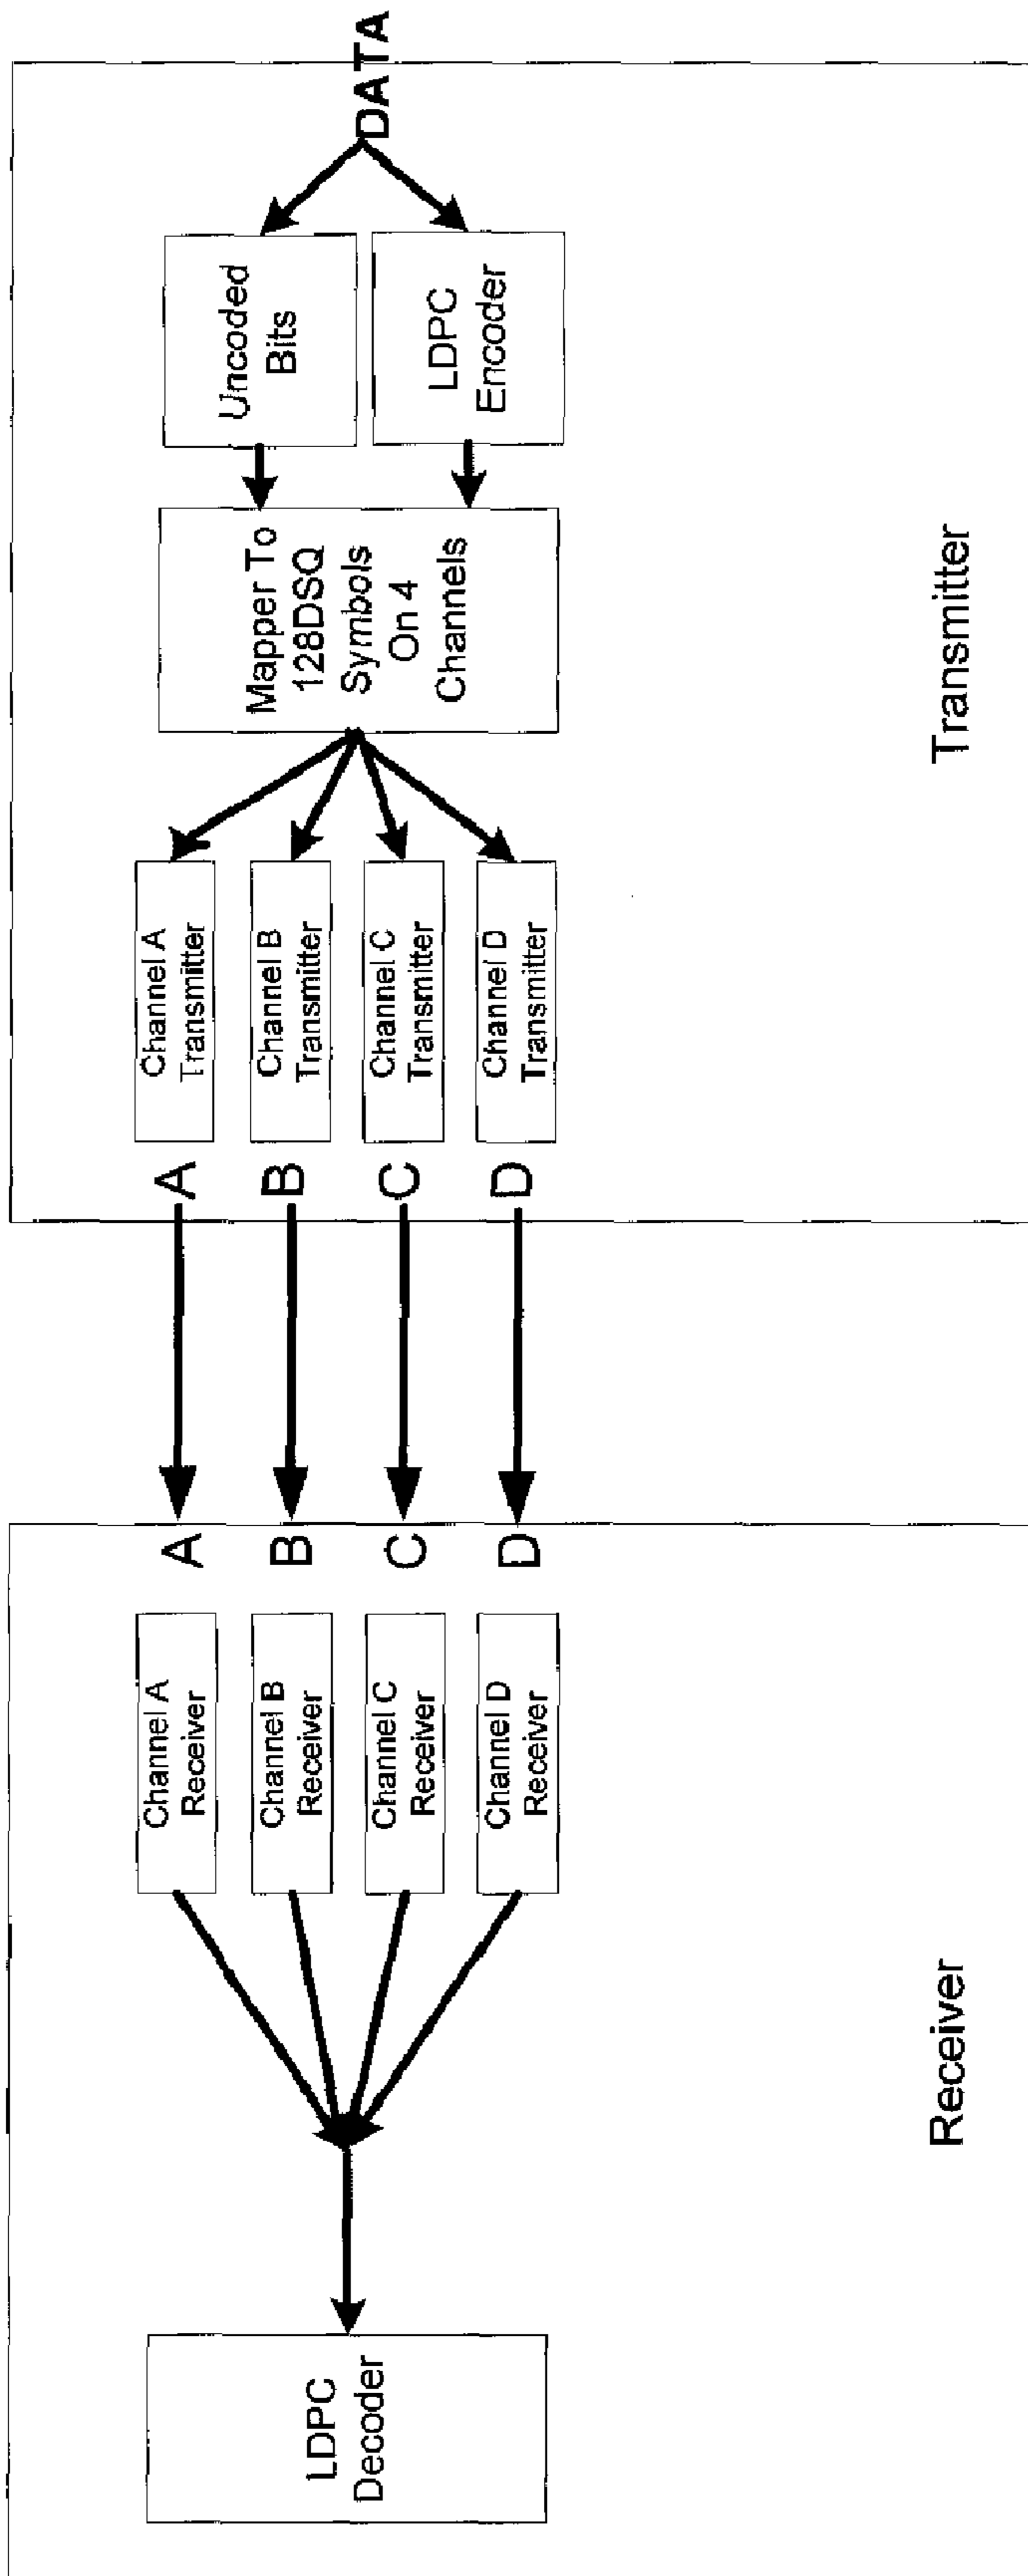 DATA
Uncoded
Bits
LDPC
Encoder
Mapper To
128DSQ
Symbols
On 4
Channels
Channel A
Transmitter
Channel B
Transmitter
Channel C
Transmitter
Channel D
Transmitter
A
B
C
D
Transmitter
A
B
C
D
Channel A
Receiver
Channel B
Receiver
Channel C
Receiver
Channel D
Receiver
LDPC
Decoder
Receiver